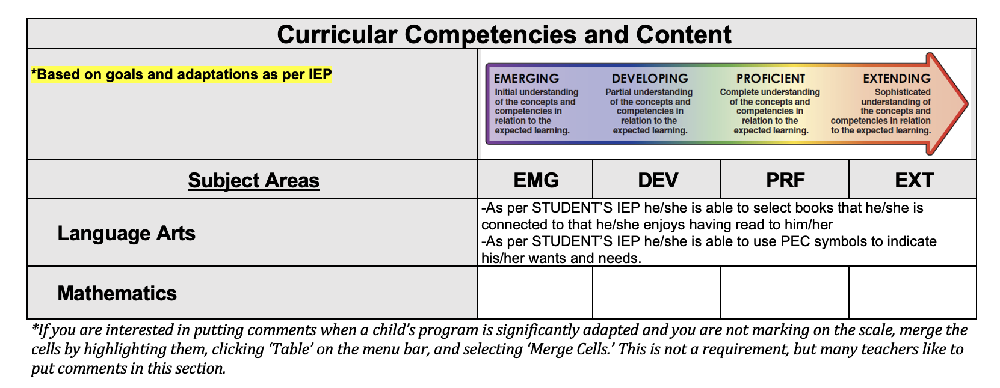 Curricular Competencies and Content
*Based on goals and adaptations as per IEP
EMERGING
Initial understanding
of the concepts and
competencies in
relation to the
expected learning.
DEVELOPING
Partial understanding
of the concepts and
competencies in
relation to the
expected learning.
PROFICIENT
Complete understanding
of the concepts and
competencies in
relation to the
expected learning.
EXTENDING
Sophisticated
understanding of
the concepts and
competencies in relation
to the expected learning.
Subject Areas
EMG
DEV
PRF
EXT
Language Arts
-As per STUDENT’S IEP he/she is able to select books that he/she is
connected to that he/she enjoys having read to him/her
-As per STUDENT’S IEP he/she is able to use PEC symbols to indicate
his/her wants and needs.
Mathematics
*If you are interested in putting comments when a child’s program is significantly adapted and you are not marking on the scale, merge the
cells by highlighting them, clicking ‘Table’ on the menu bar, and selecting ‘Merge Cells.’ This is not a requirement, but many teachers like to
put comments in this section.